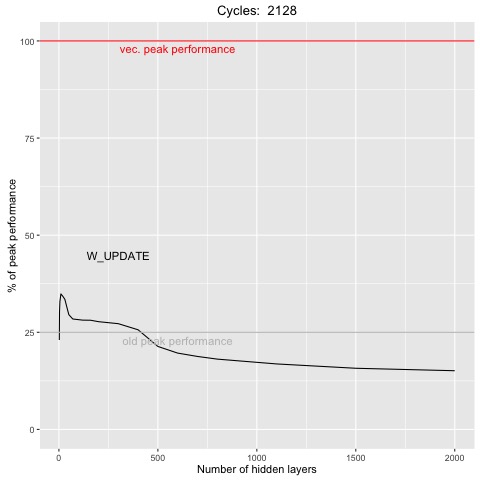 Cycles: 2128
100
vec. peak performance
75
% of peak performance
50
W_UPDATE
25
old peak performance
0
0 500 1000 1500 2000
Number of hidden layers